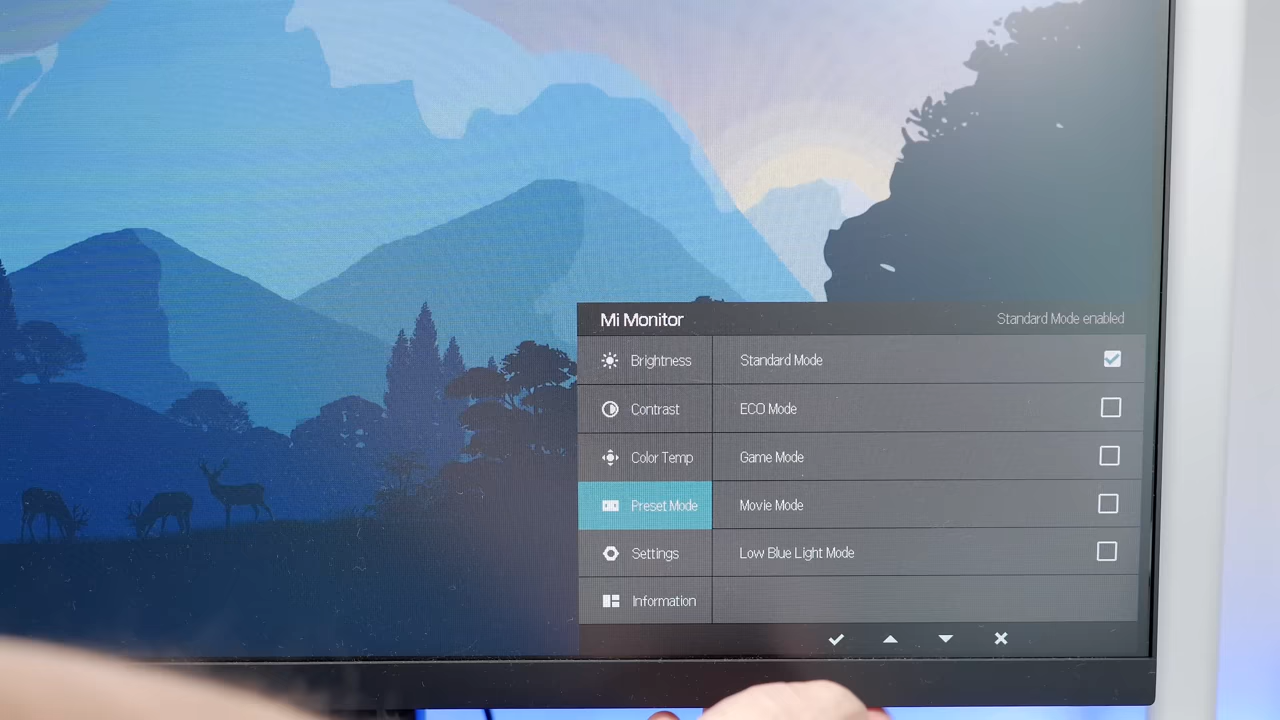 Mi Monitor
Standard Mode enabled
Brightness
Standard Mode
Contrast
ECO Mode
Color Temp
Game Mode
Preset Mode
Movie Mode
Settings
Low Blue Light Mode
Information